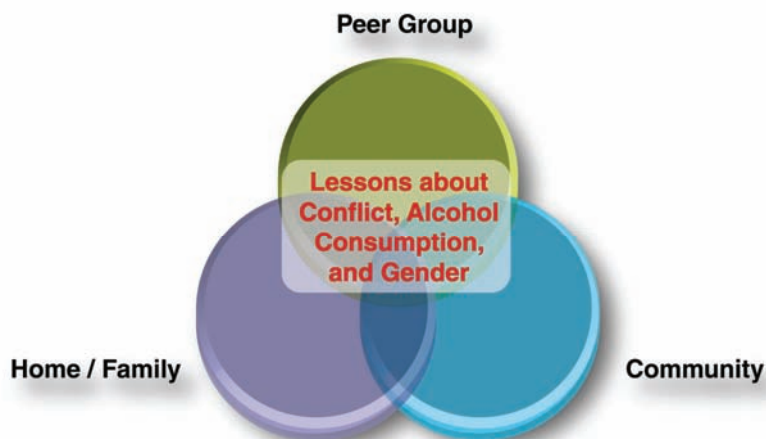 Peer Group
Lessons about
Conflict, Alcohol
Consumption,
and Gender
Home / Family
Community